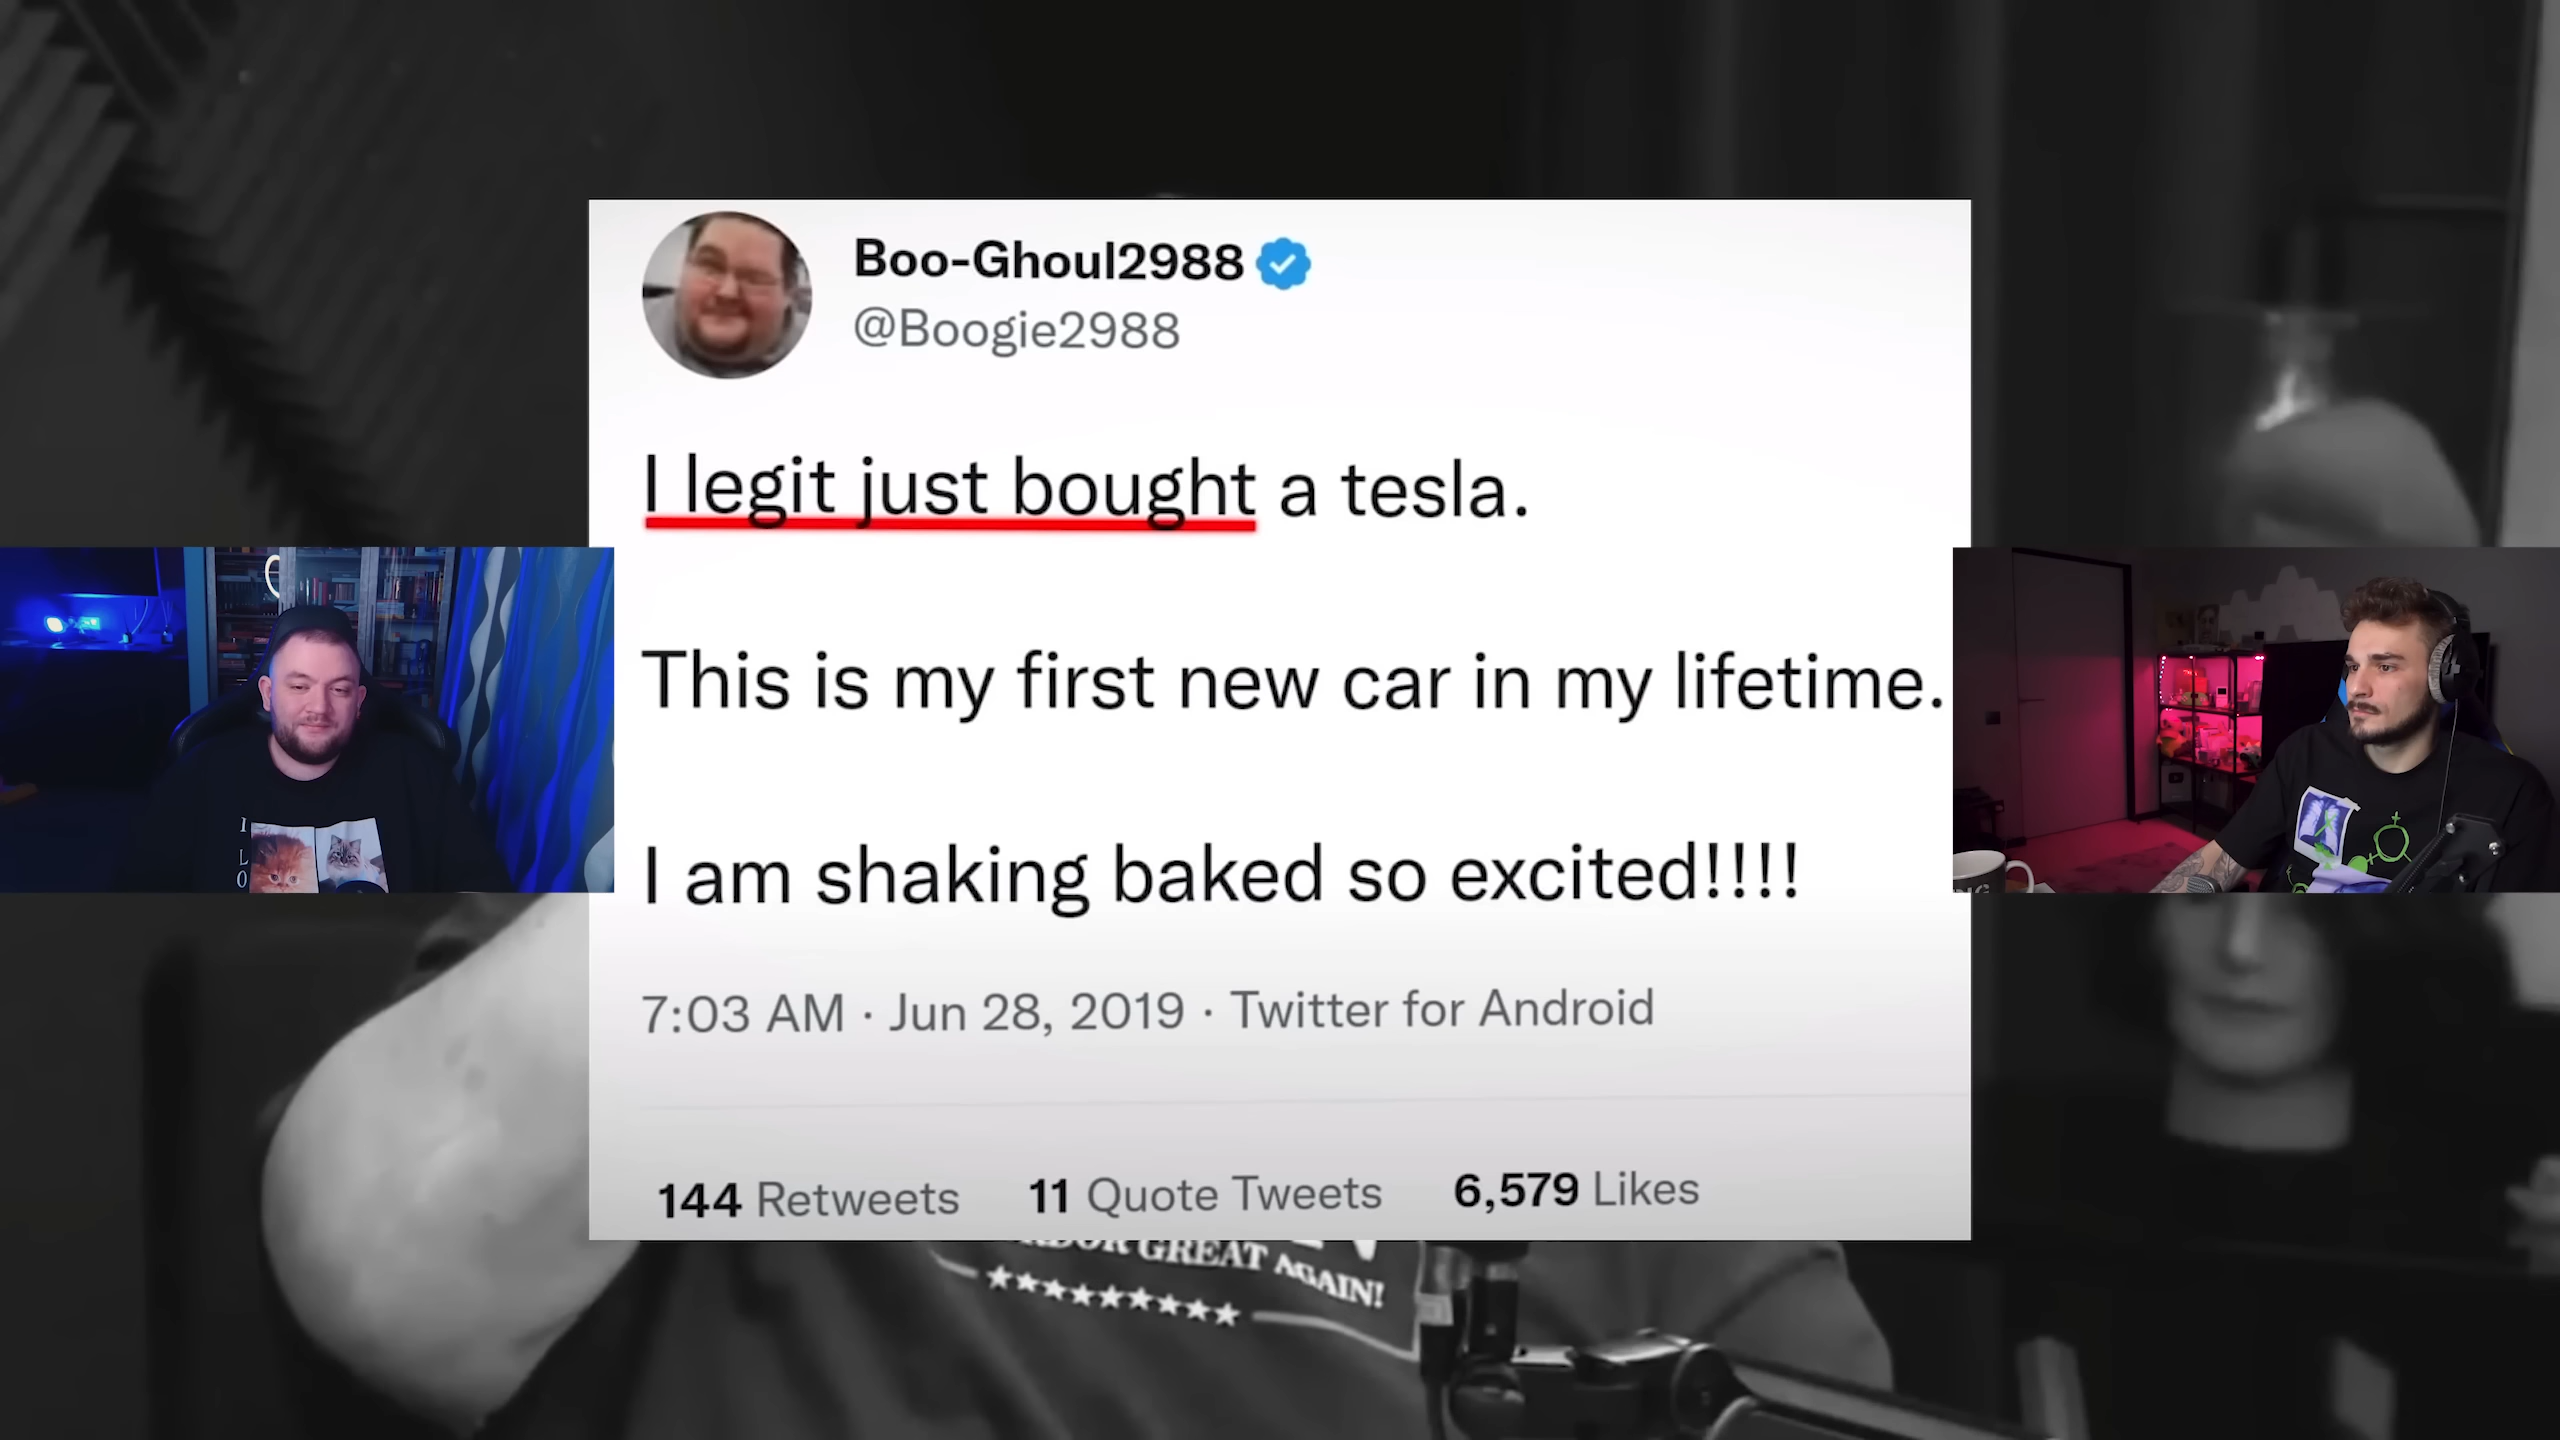 Boo-Ghoul2988
@Boogie2988
I legit just bought a tesla.
This is my first new car in my lifetime.
I am shaking baked so excited!!!!
7:03 AM · Jun 28, 2019 · Twitter for Android
144 Retweets 11 Quote Tweets 6,579 Likes
GREAT AGAIN!
I
L
O